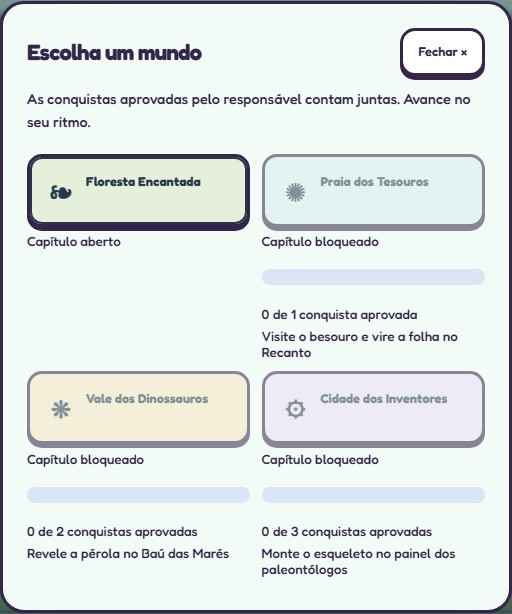 Escolha um mundo
Fechar ×
As conquistas aprovadas pelo responsável contam juntas. Avance no
seu ritmo.
Floresta Encantada
Capítulo aberto
Praia dos Tesouros
Capítulo bloqueado
0 de 1 conquista aprovada
Visite o besouro e vire a folha no
Recanto
Vale dos Dinossauros
Capítulo bloqueado
0 de 2 conquistas aprovadas
Revele a pérola no Baú das Marés
Cidade dos Inventores
Capítulo bloqueado
0 de 3 conquistas aprovadas
Monte o esqueleto no painel dos
paleontólogos